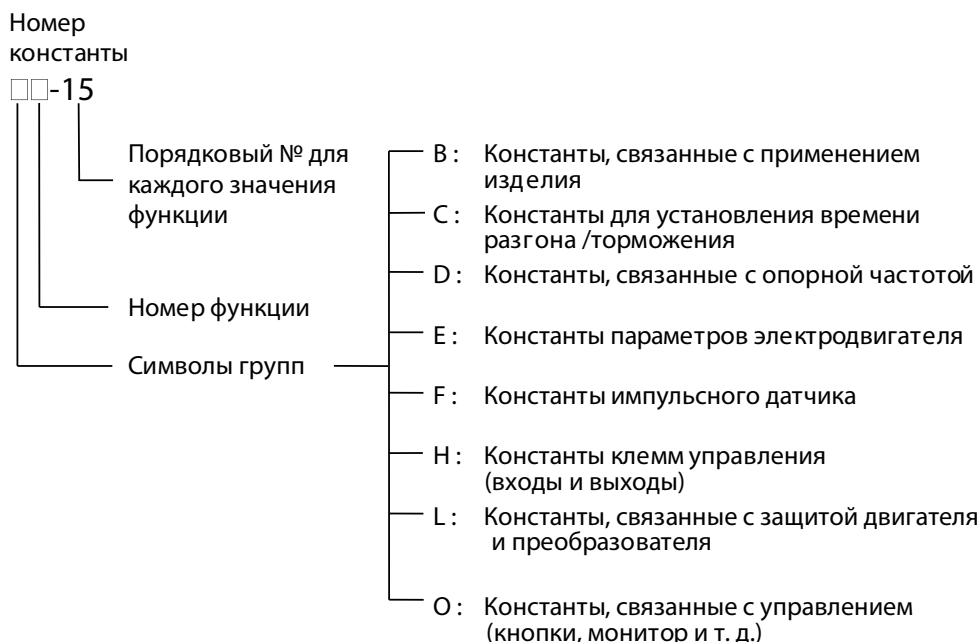 Номер
константы
□□-15
Порядковый № для
каждого значения
функции
Номер функции
Символы групп
B : Константы, связанные с применением
изделия
C : Константы для установления времени
разгона /торможения
D : Константы, связанные с опорной частотой
E : Константы параметров электродвигателя
F : Константы импульсного датчика
H : Константы клемм управления
(входы и выходы)
L : Константы, связанные с защитой двигателя
и преобразователя
O : Константы, связанные с управлением
(кнопки, монитор и т. д.)